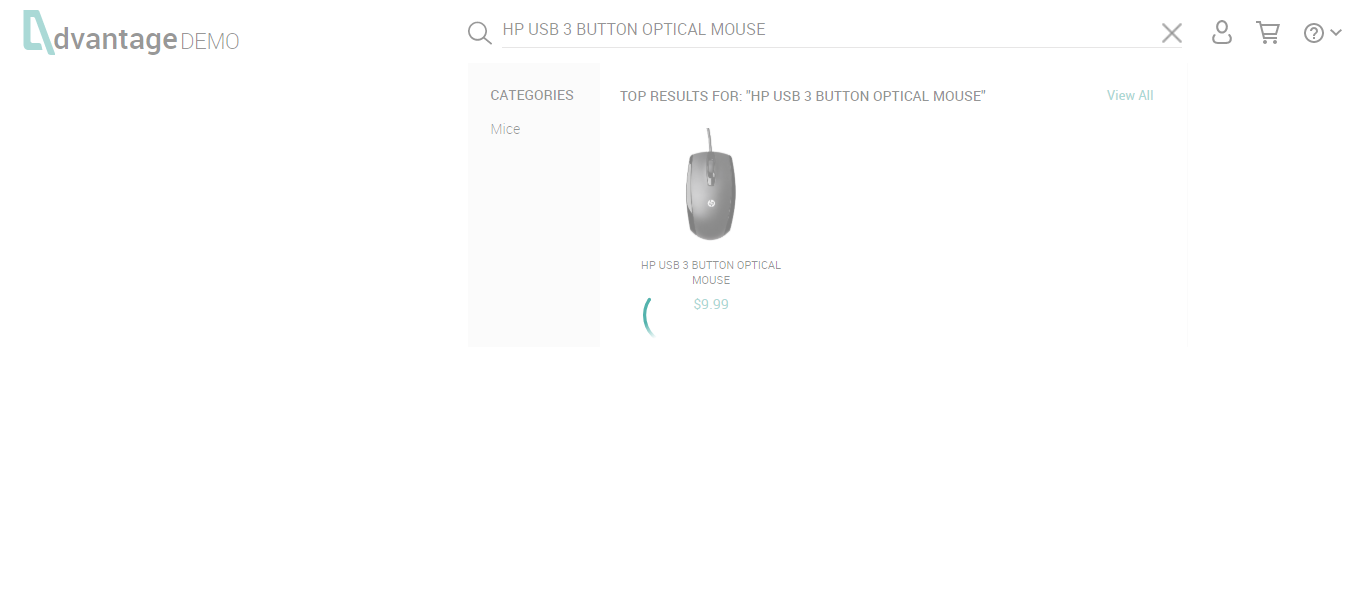 dvantage DEMO
HP USB 3 BUTTON OPTICAL MOUSE
CATEGORIES
Mice
TOP RESULTS FOR: "HP USB 3 BUTTON OPTICAL MOUSE"
View All
hp
HP USB 3 BUTTON OPTICAL
MOUSE
$9.99